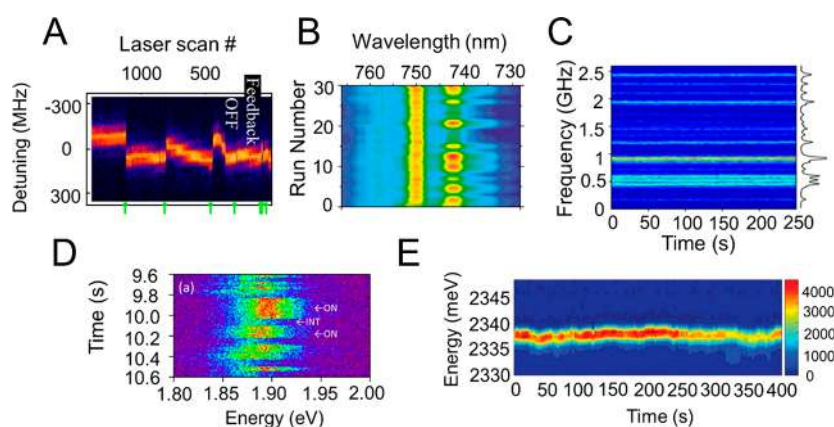 A
Laser scan #
1000 500
Detuning (MHz)
-300
0
300
OFF
Feedback
B
Wavelength (nm)
760 750 740 730
Run Number
30
20
10
0
C
Frequency (GHz)
2.5
2
1.5
1
0.5
0
0 50 100 150 200 250
Time (s)
D
Time (s)
9.6
9.8
10.0
10.2
10.4
10.6
(a)
←ON
←INT
←ON
1.80 1.85 1.90 1.95 2.00
Energy (eV)
E
Energy (meV)
2345
2340
2335
2330
0 50 100 150 200 250 300 350 400
Time (s)
4000
3000
2000
1000
0